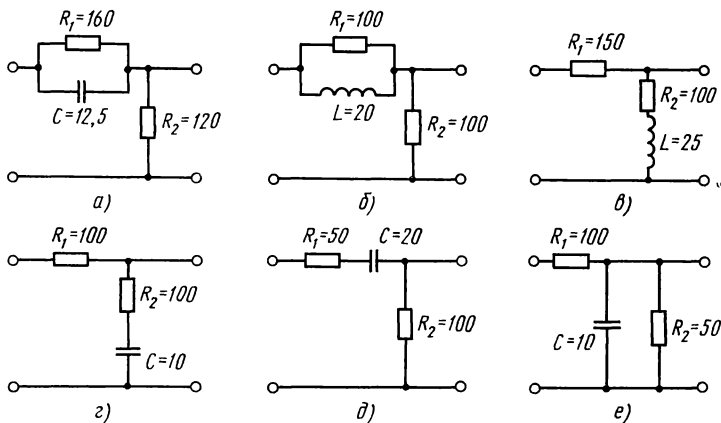 R₁=160
C=12,5
R₂=120
а)
R₁=100
L=20
R₂=100
б)
R₁=150
R₂=100
L=25
в)
R₁=100
R₂=100
C=10
г)
R₁=50
C=20
R₂=100
д)
R₁=100
C=10
R₂=50
е)